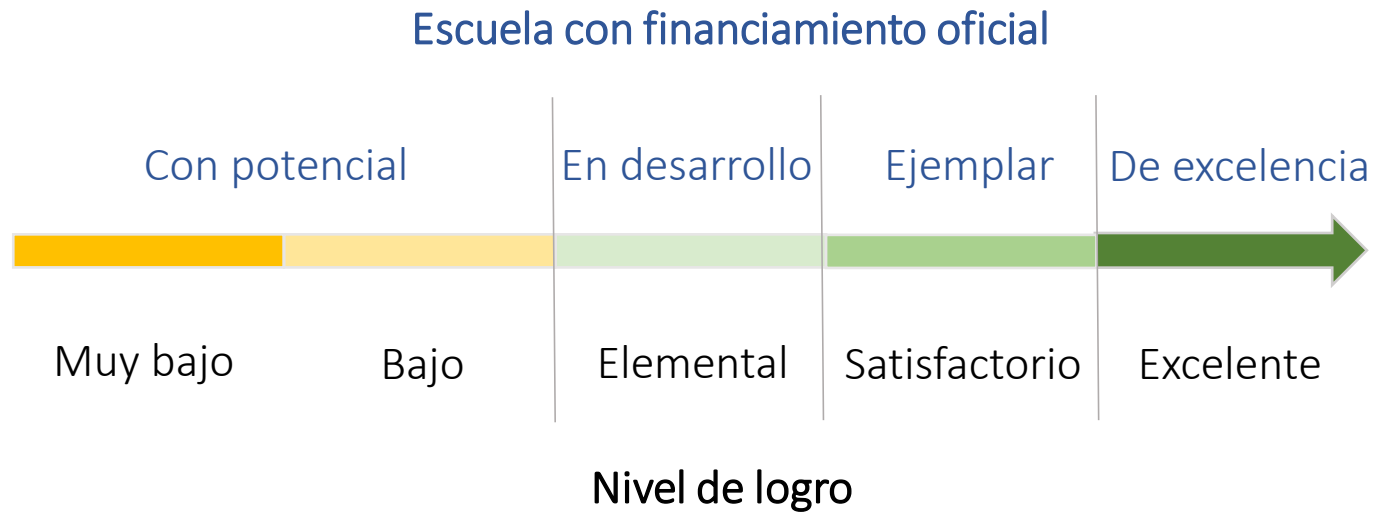 Escuela con financiamiento oficial
Con potencial En desarrollo Ejemplar De excelencia
Muy bajo Bajo Elemental Satisfactorio Excelente
Nivel de logro